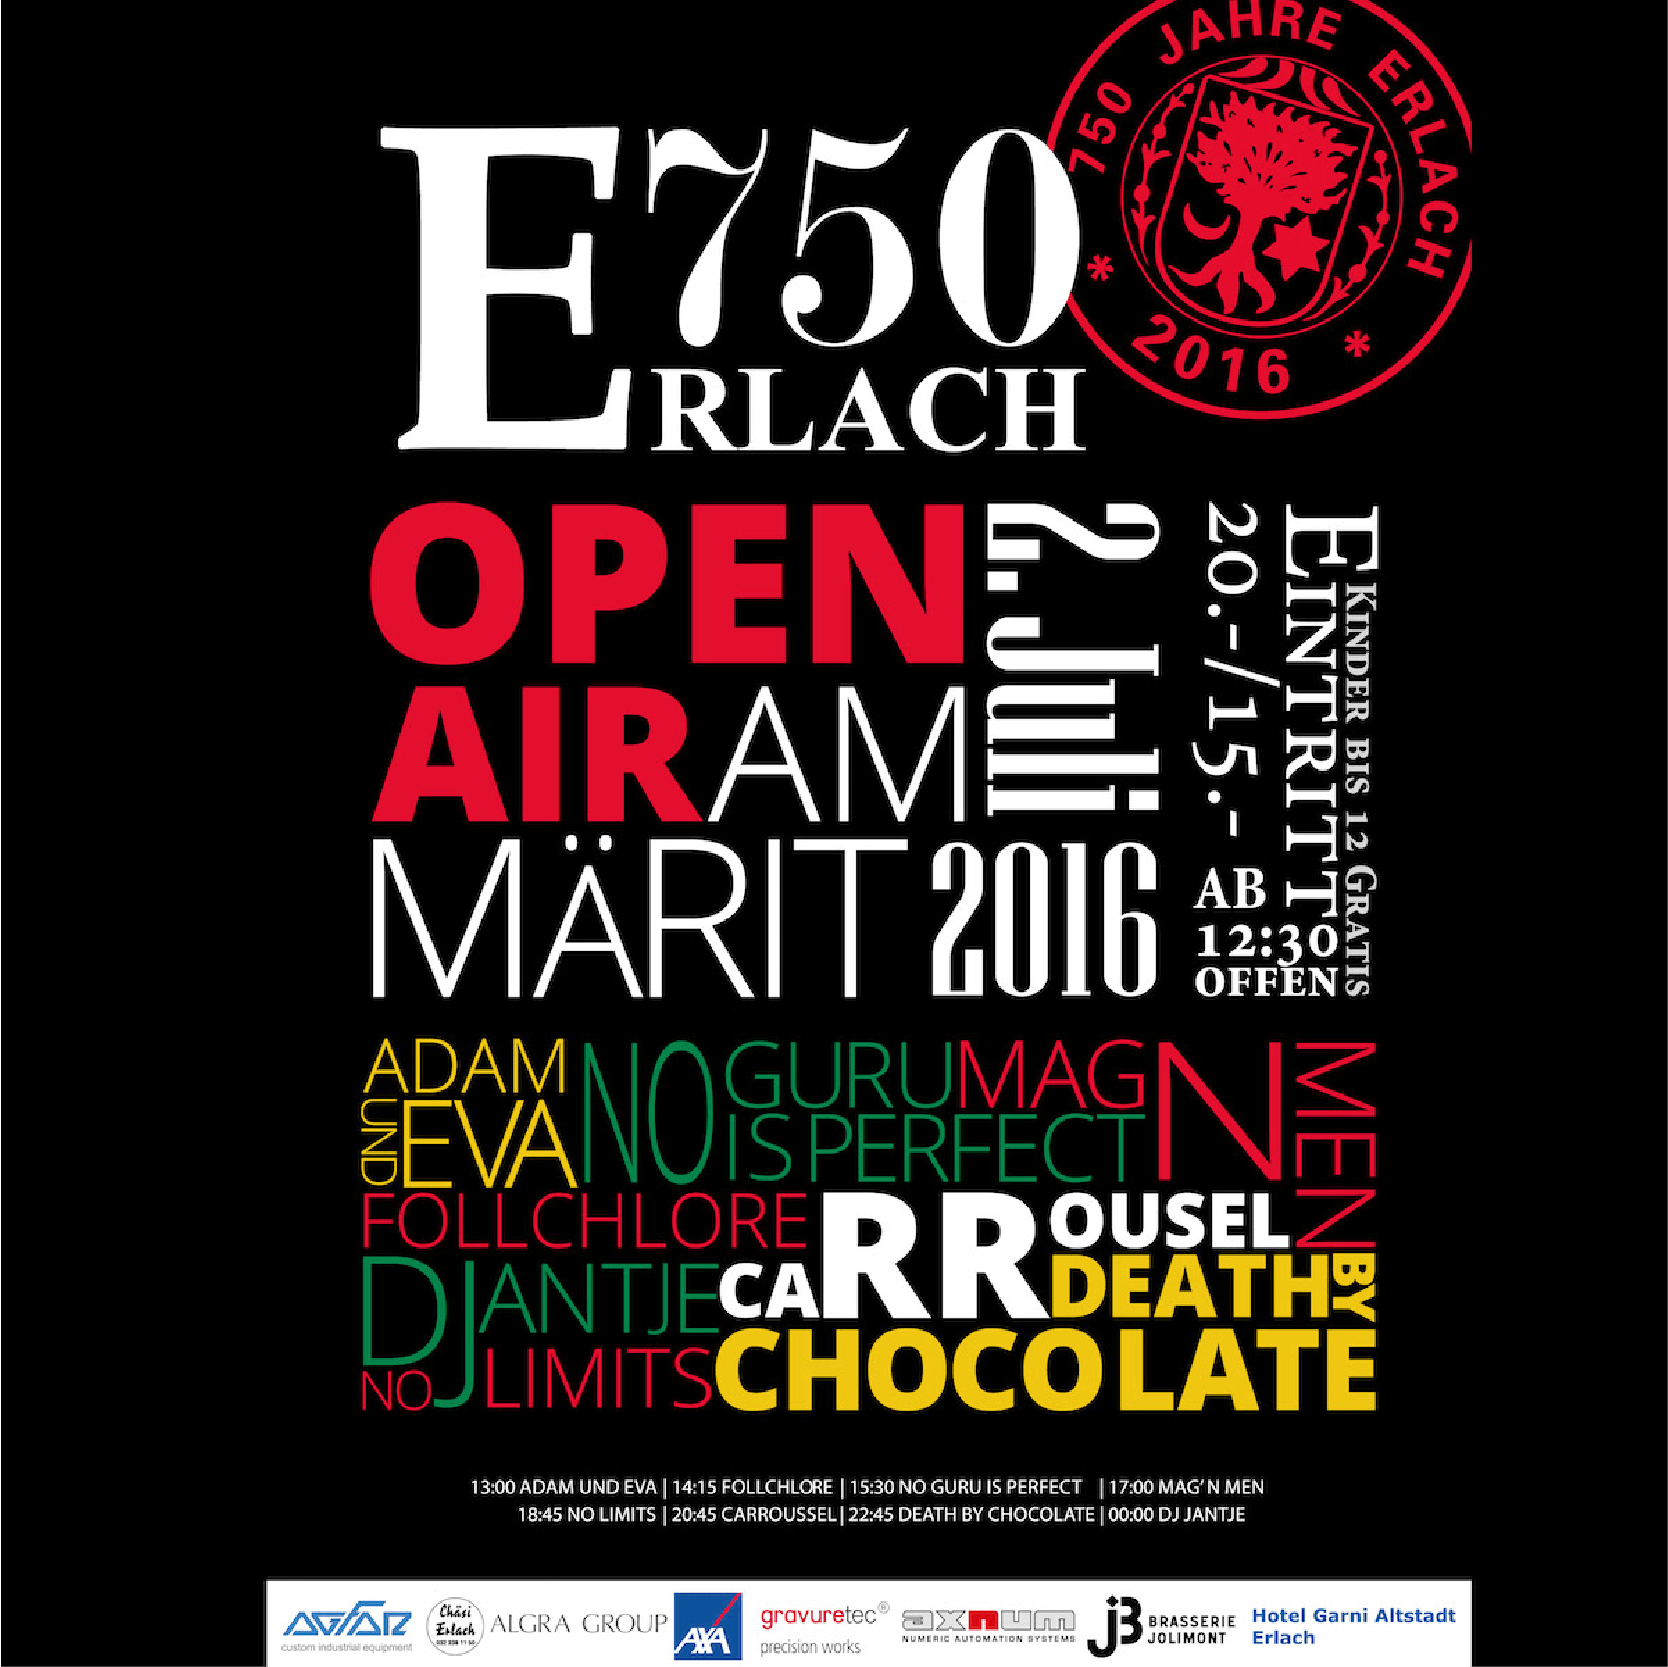 750 JAHRE ERLACH
* 2016 *
E750
ERLACH
OPEN
AIR AM
MÄRIT
2. Juli
2016
20.-/15.-
EINTRITT
KINDER BIS 12 GRATIS
AB
12:30
OFFEN
ADAM
UND
EVA
NO GURU
IS PERFECT
MAG N MEN
FOLLCHLORE
CARROUSEL
DJ ANTJE
DEATH BY
CHOCOLATE
NO LIMITS
13:00 ADAM UND EVA | 14:15 FOLLCHLORE | 15:30 NO GURU IS PERFECT | 17:00 MAG'N MEN
18:45 NO LIMITS | 20:45 CARROUSSEL | 22:45 DEATH BY CHOCOLATE | 00:00 DJ JANTJE
AGFAR
custom industrial equipment
Chäsi
Erlach
ALGRA GROUP
AXA
gravuretec®
precision works
axnum
NUMERIC AUTOMATION SYSTEMS
jB
BRASSERIE
JOLIMONT
Hotel Garni Altstadt
Erlach